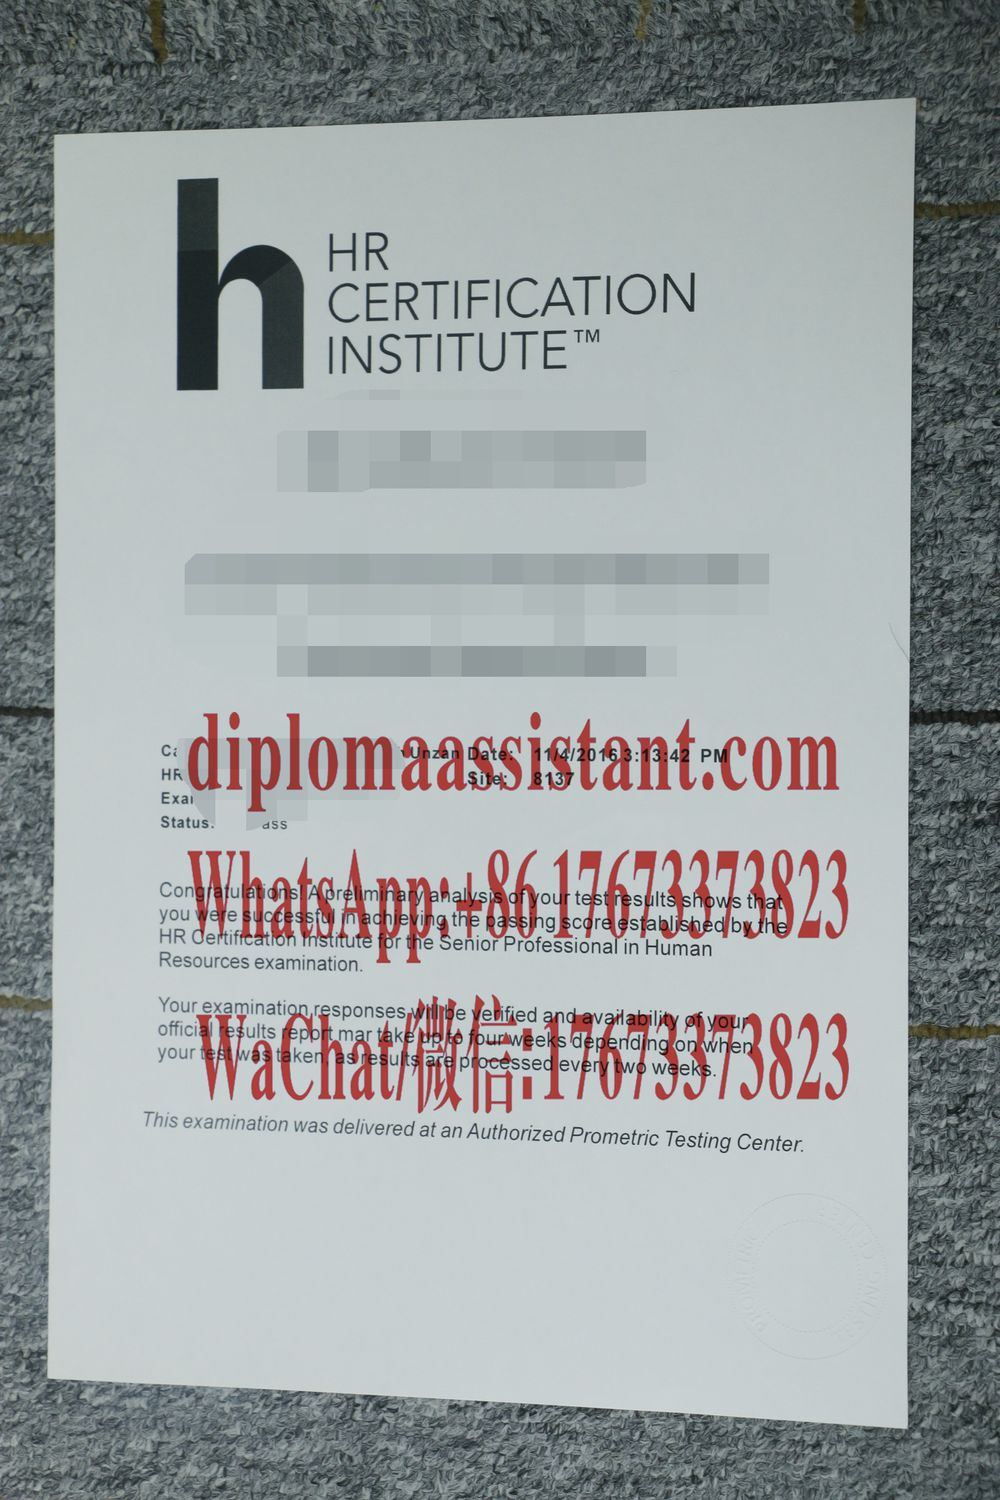 h
HR
CERTIFICATION
INSTITUTE™
Unzan Date: 11/4/2016 3:13:42 PM
diplomaassistant.com
HR
Site: 8137
Status:
Congratulations! A preliminary analysis of your test results shows that
WhatsApp:+86 17673373823
you were successful in achieving the passing score established by the
HR Certification Institute for the Senior Professional in Human
Resources examination.
Your examination responses will be verified and availability of your
official results report mar take up to four weeks depending on when
WaChat/微信:17673373823
your test was taken, as results are processed every two weeks.
This examination was delivered at an Authorized Prometric Testing Center.